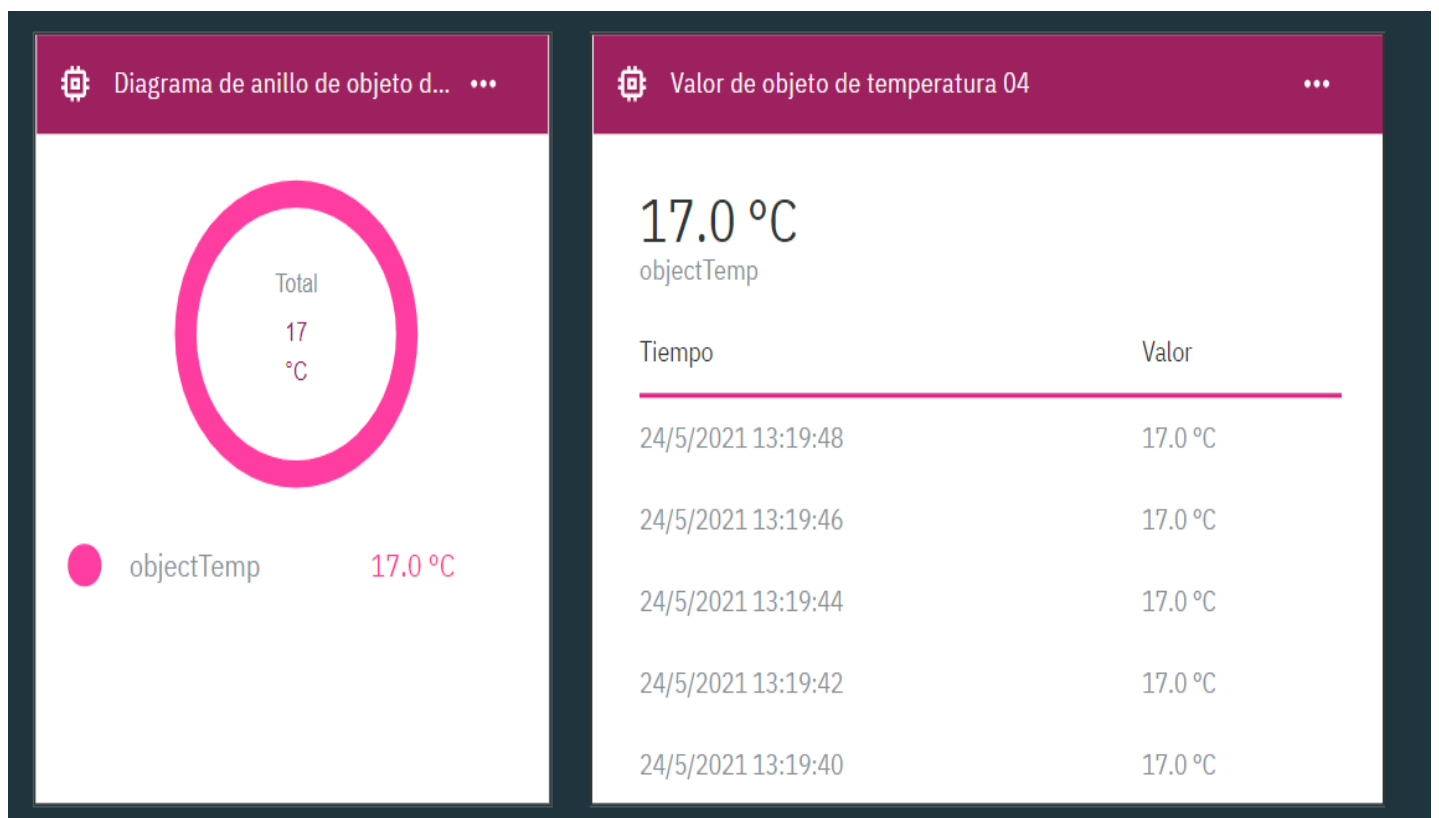 Diagrama de anillo de objeto d...
Total
17
°C
objectTemp 17.0 °C
Valor de objeto de temperatura 04
17.0 °C
objectTemp
Tiempo Valor
24/5/2021 13:19:48 17.0 °C
24/5/2021 13:19:46 17.0 °C
24/5/2021 13:19:44 17.0 °C
24/5/2021 13:19:42 17.0 °C
24/5/2021 13:19:40 17.0 °C